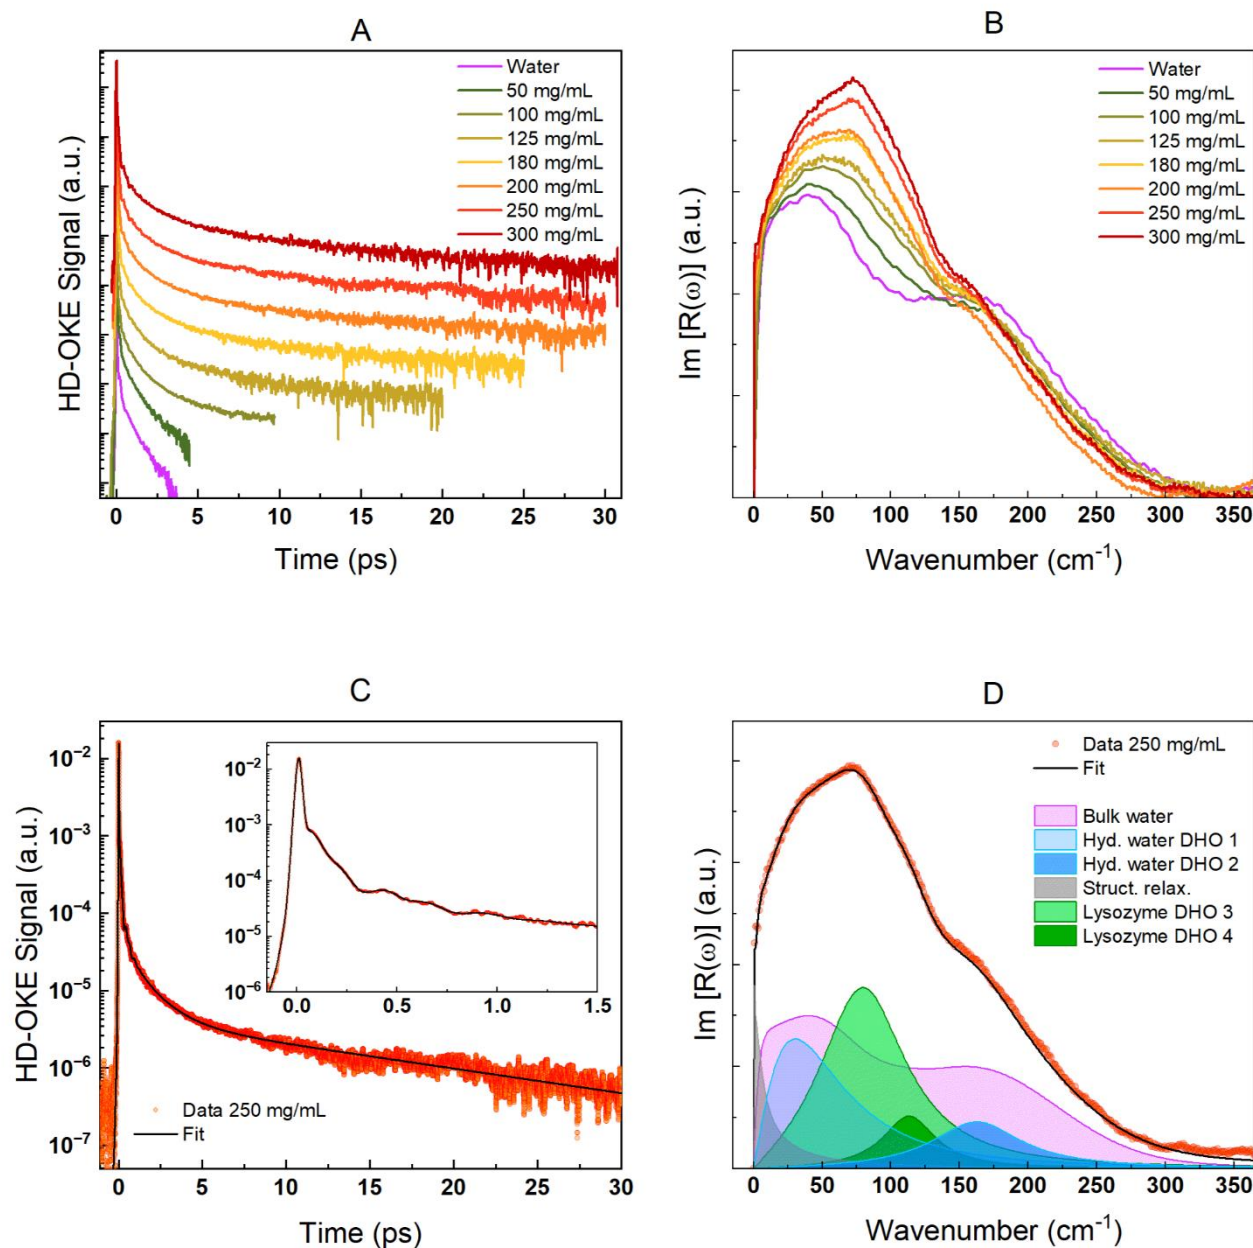 A
HD-OKE Signal (a.u.)
Water
50 mg/mL
100 mg/mL
125 mg/mL
180 mg/mL
200 mg/mL
250 mg/mL
300 mg/mL
0 5 10 15 20 25 30
Time (ps)
B
Im [R(ω)] (a.u.)
Water
50 mg/mL
100 mg/mL
125 mg/mL
180 mg/mL
200 mg/mL
250 mg/mL
300 mg/mL
0 50 100 150 200 250 300 350
Wavenumber (cm⁻¹)
C
HD-OKE Signal (a.u.)
10⁻²
10⁻³
10⁻⁴
10⁻⁵
10⁻⁶
10⁻⁷
10⁻²
10⁻³
10⁻⁴
10⁻⁵
10⁻⁶
0.0 0.5 1.0 1.5
Data 250 mg/mL
Fit
0 5 10 15 20 25 30
Time (ps)
D
Im [R(ω)] (a.u.)
Data 250 mg/mL
Fit
Bulk water
Hyd. water DHO 1
Hyd. water DHO 2
Struct. relax.
Lysozyme DHO 3
Lysozyme DHO 4
0 50 100 150 200 250 300 350
Wavenumber (cm⁻¹)